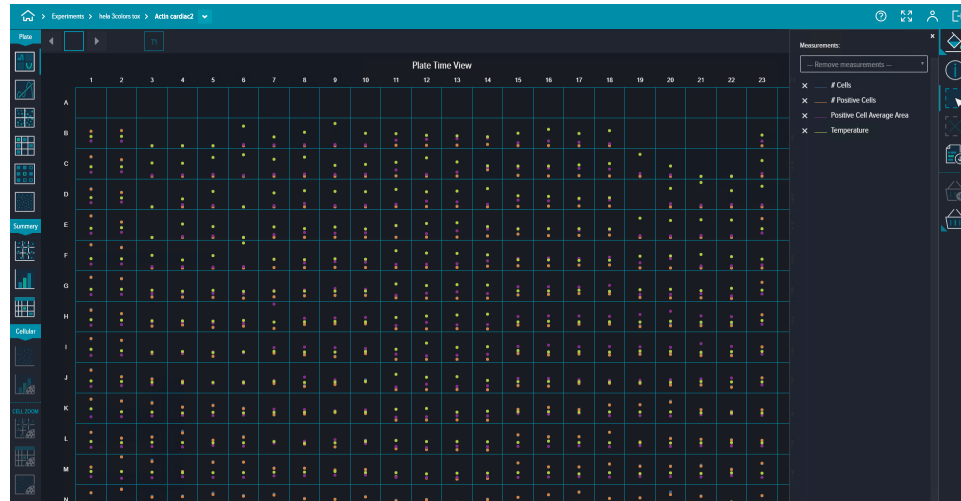 Experiments > hela 3colors tox > Actin cardiac2
Plate
T1
Plate Time View
1 2 3 4 5 6 7 8 9 10 11 12 13 14 15 16 17 18 19 20 21 22 23
A
B
C
D
E
F
G
H
I
J
K
L
M
N
Summary
Cellular
CELL ZOOM
Measurements:
--- Remove measurements ---
# Cells
# Positive Cells
Positive Cell Average Area
Temperature